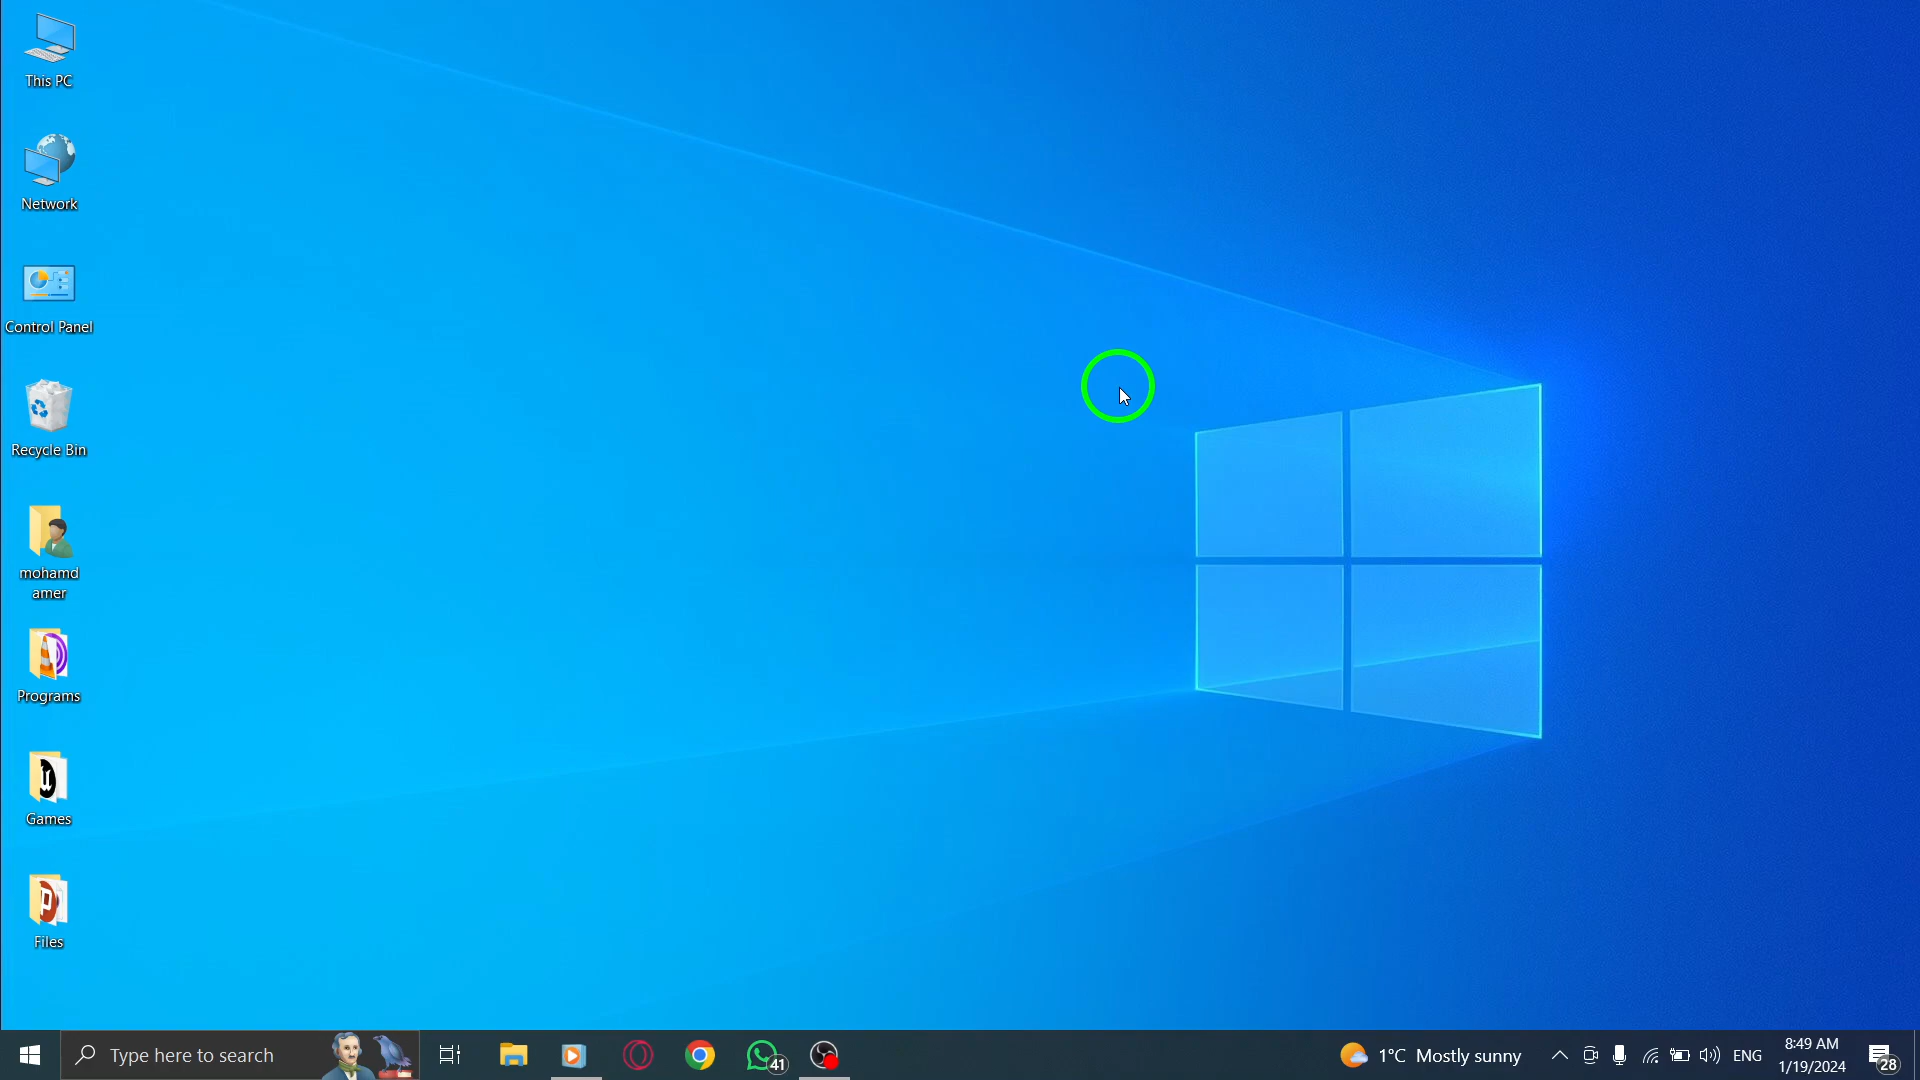 This PC
Network
Control Panel
Recycle Bin
mohamd
amer
Programs
Games
Files
Type here to search
41
1°C Mostly sunny
ENG
8:49 AM
1/19/2024
28